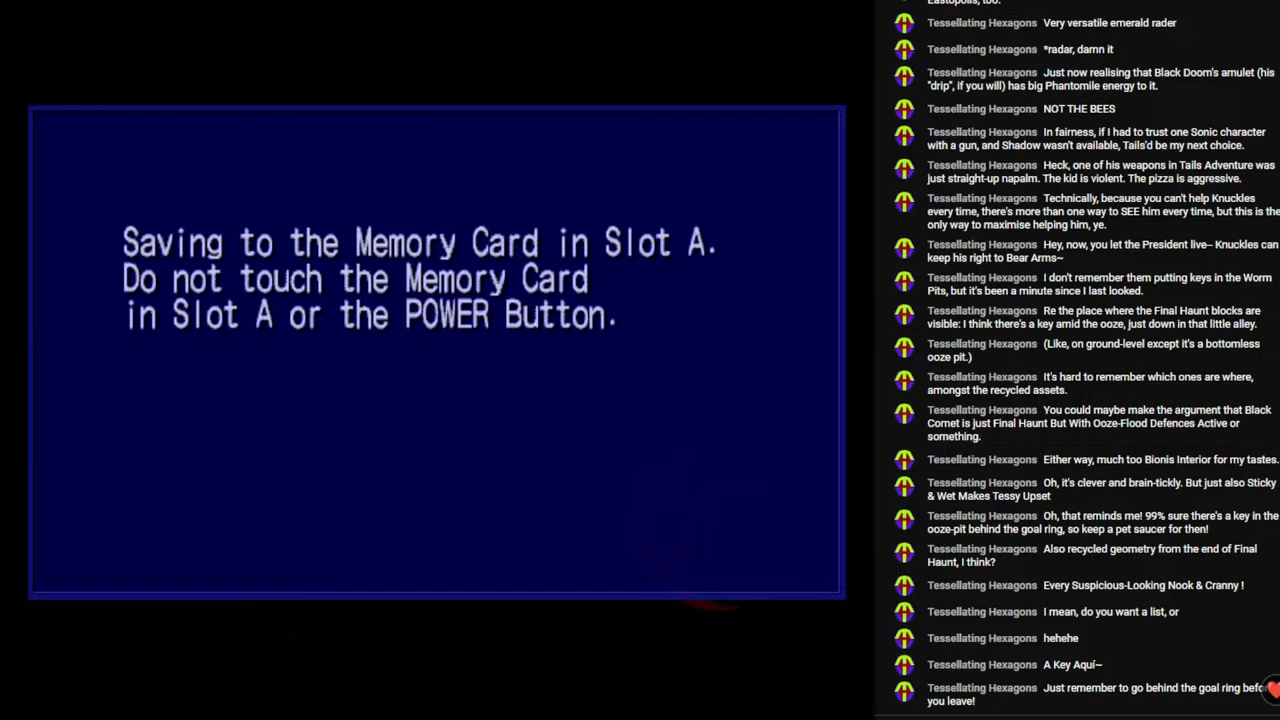 Saving to the Memory Card in Slot A.
Do not touch the Memory Card
in Slot A or the POWER Button.
Eastopolis, too.
Tessellating Hexagons Very versatile emerald rader
Tessellating Hexagons *radar, damn it
Tessellating Hexagons Just now realising that Black Doom's amulet (his
"drip", if you will) has big Phantomile energy to it.
Tessellating Hexagons NOT THE BEES
Tessellating Hexagons In fairness, if I had to trust one Sonic character
with a gun, and Shadow wasn't available, Tails'd be my next choice.
Tessellating Hexagons Heck, one of his weapons in Tails Adventure was
just straight-up napalm. The kid is violent. The pizza is aggressive.
Tessellating Hexagons Technically, because you can't help Knuckles
every time, there's more than one way to SEE him every time, but this is the
only way to maximise helping him, ye.
Tessellating Hexagons Hey, now, you let the President live– Knuckles can
keep his right to Bear Arms~
Tessellating Hexagons I don't remember them putting keys in the Worm
Pits, but it's been a minute since I last looked.
Tessellating Hexagons Re the place where the Final Haunt blocks are
visible: I think there's a key amid the ooze, just down in that little alley.
Tessellating Hexagons (Like, on ground-level except it's a bottomless
ooze pit.)
Tessellating Hexagons It's hard to remember which ones are where,
amongst the recycled assets.
Tessellating Hexagons You could maybe make the argument that Black
Comet is just Final Haunt But With Ooze-Flood Defences Active or
something.
Tessellating Hexagons Either way, much too Bionis Interior for my tastes.
Tessellating Hexagons Oh, it's clever and brain-tickly. But just also Sticky
& Wet Makes Tessy Upset
Tessellating Hexagons Oh, that reminds me! 99% sure there's a key in the
ooze-pit behind the goal ring, so keep a pet saucer for then!
Tessellating Hexagons Also recycled geometry from the end of Final
Haunt, I think?
Tessellating Hexagons Every Suspicious-Looking Nook & Cranny !
Tessellating Hexagons I mean, do you want a list, or
Tessellating Hexagons hehehe
Tessellating Hexagons A Key Aquí~
Tessellating Hexagons Just remember to go behind the goal ring
you leave!